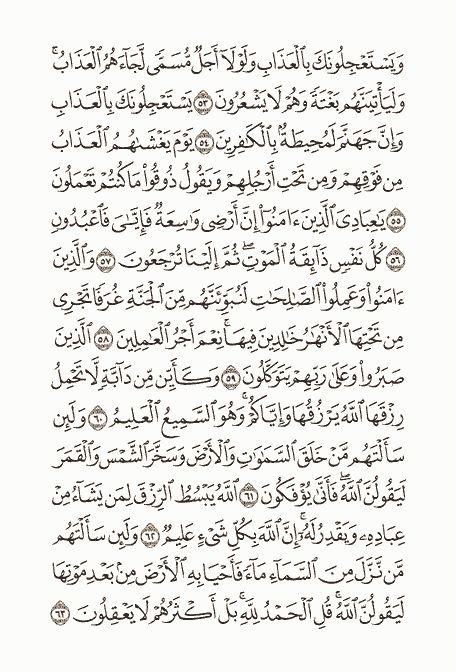 وَيَسْتَعْجِلُونَكَ بِٱلْعَذَابِ وَلَوْلَآ أَجَلٌ مُّسَمًّى لَّجَآءَهُمُ ٱلْعَذَابُۚ
وَلَيَأْتِيَنَّهُم بَغْتَةً وَهُمْ لَا يَشْعُرُونَ ٥٣ يَسْتَعْجِلُونَكَ بِٱلْعَذَابِ
وَإِنَّ جَهَنَّمَ لَمُحِيطَةٌۢ بِٱلْكَٰفِرِينَ ٥٤ يَوْمَ يَغْشَىٰهُمُ ٱلْعَذَابُ
مِن فَوْقِهِمْ وَمِن تَحْتِ أَرْجُلِهِمْ وَيَقُولُ ذُوقُوا۟ مَا كُنتُمْ تَعْمَلُونَ
٥٥ يَٰعِبَادِىَ ٱلَّذِينَ ءَامَنُوٓا۟ إِنَّ أَرْضِى وَٰسِعَةٌ فَإِيَّٰىَ فَٱعْبُدُونِ
٥٦ كُلُّ نَفْسٍ ذَآئِقَةُ ٱلْمَوْتِۖ ثُمَّ إِلَيْنَا تُرْجَعُونَ ٥٧ وَٱلَّذِينَ
ءَامَنُوا۟ وَعَمِلُوا۟ ٱلصَّٰلِحَٰتِ لَنُبَوِّئَنَّهُم مِّنَ ٱلْجَنَّةِ غُرَفًا تَجْرِى
مِن تَحْتِهَا ٱلْأَنْهَٰرُ خَٰلِدِينَ فِيهَاۚ نِعْمَ أَجْرُ ٱلْعَٰمِلِينَ ٥٨ ٱلَّذِينَ
صَبَرُوا۟ وَعَلَىٰ رَبِّهِمْ يَتَوَكَّلُونَ ٥٩ وَكَأَيِّن مِّن دَآبَّةٍ لَّا تَحْمِلُ
رِزْقَهَا ٱللَّهُ يَرْزُقُهَا وَإِيَّاكُمْۚ وَهُوَ ٱلسَّمِيعُ ٱلْعَلِيمُ ٦٠ وَلَئِن
سَأَلْتَهُم مَّنْ خَلَقَ ٱلسَّمَٰوَٰتِ وَٱلْأَرْضَ وَسَخَّرَ ٱلشَّمْسَ وَٱلْقَمَرَ
لَيَقُولُنَّ ٱللَّهُۖ فَأَنَّىٰ يُؤْفَكُونَ ٦١ ٱللَّهُ يَبْسُطُ ٱلرِّزْقَ لِمَن يَشَآءُ مِنْ
عِبَادِهِۦ وَيَقْدِرُ لَهُۥٓۚ إِنَّ ٱللَّهَ بِكُلِّ شَىْءٍ عَلِيمٌ ٦٢ وَلَئِن سَأَلْتَهُم
مَّن نَّزَّلَ مِنَ ٱلسَّمَآءِ مَآءً فَأَحْيَا بِهِ ٱلْأَرْضَ مِنۢ بَعْدِ مَوْتِهَا
لَيَقُولُنَّ ٱللَّهُۚ قُلِ ٱلْحَمْدُ لِلَّهِۚ بَلْ أَكْثَرُهُمْ لَا يَعْقِلُونَ ٦٣